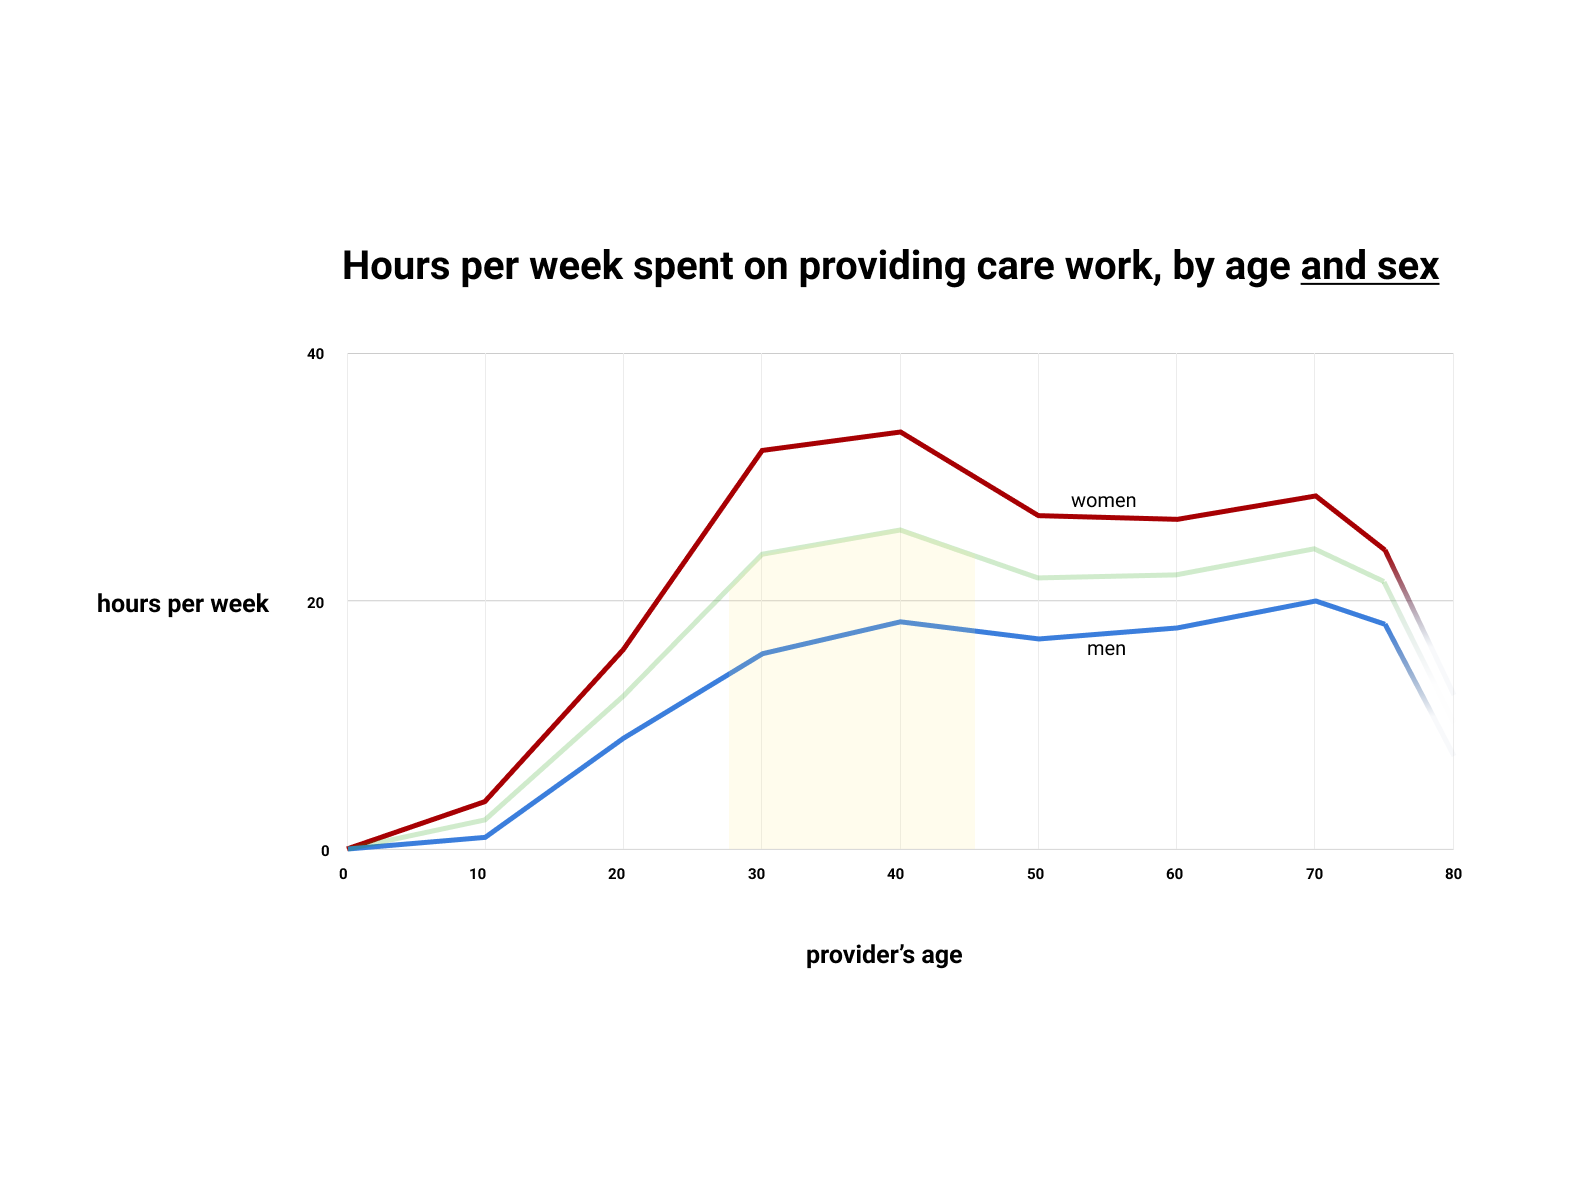 Hours per week spent on providing care work, by age and sex
40
women
hours per week
20
men
0
0 10 20 30 40 50 60 70 80
provider’s age